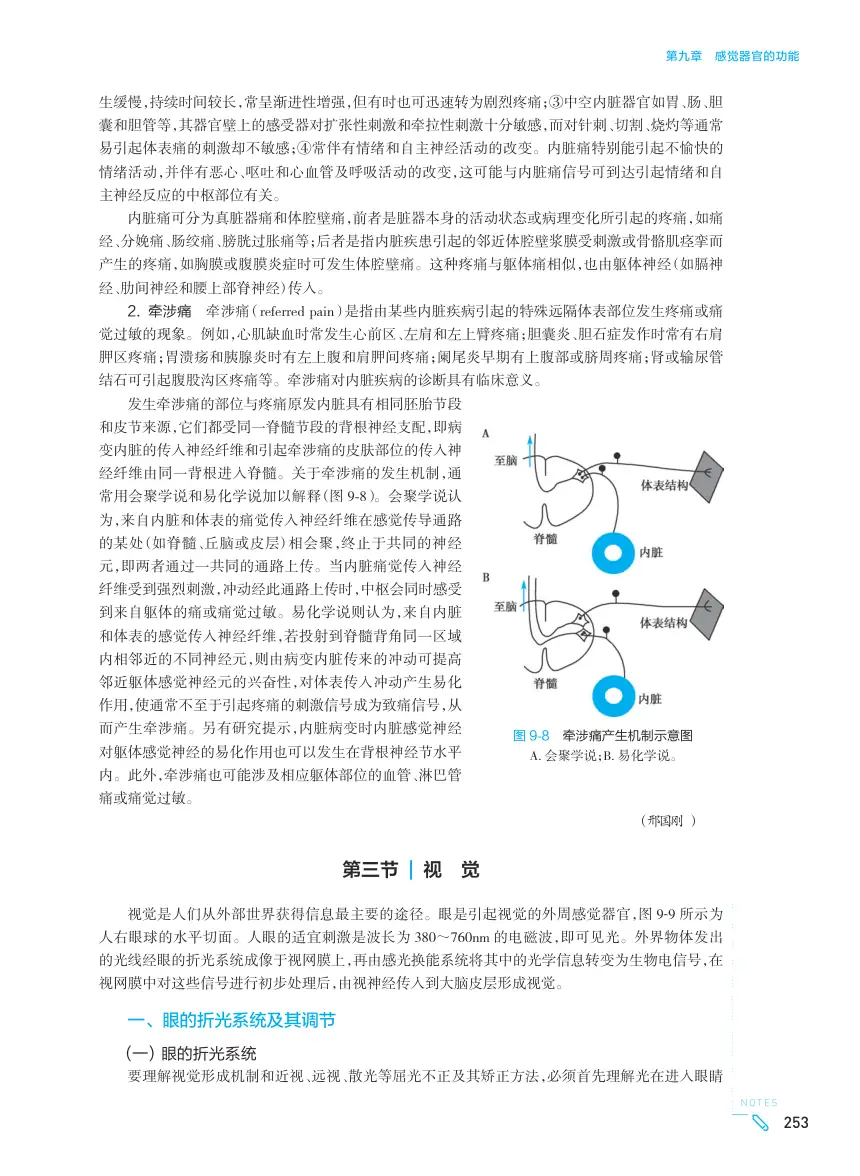 第九章 感觉器官的功能
生缓慢,持续时间较长,常呈渐进性增强,但有时也可迅速转为剧烈疼痛;③中空内脏器官如胃、肠、胆
囊和胆管等,其器官壁上的感受器对扩张性刺激和牵拉性刺激十分敏感,而对针刺、切割、烧灼等通常
易引起体表痛的刺激却不敏感;④常伴有情绪和自主神经活动的改变。内脏痛特别能引起不愉快的
情绪活动,并伴有恶心、呕吐和心血管及呼吸活动的改变,这可能与内脏痛信号可到达引起情绪和自
主神经反应的中枢部位有关。
内脏痛可分为真脏器痛和体腔壁痛,前者是脏器本身的活动状态或病理变化所引起的疼痛,如痛
经、分娩痛、肠绞痛、膀胱过胀痛等;后者是指内脏疾患引起的邻近体腔壁浆膜受刺激或骨骼肌痉挛而
产生的疼痛,如胸膜或腹膜炎症时可发生体腔壁痛。这种疼痛与躯体痛相似,也由躯体神经(如膈神
经、肋间神经和腰上部脊神经)传入。
2. 牵涉痛 牵涉痛(referred pain)是指由某些内脏疾病引起的特殊远隔体表部位发生疼痛或痛
觉过敏的现象。例如,心肌缺血时常发生心前区、左肩和左上臂疼痛;胆囊炎、胆石症发作时常有右肩
胛区疼痛;胃溃疡和胰腺炎时有左上腹和肩胛间疼痛;阑尾炎早期有上腹部或脐周疼痛;肾或输尿管
结石可引起腹股沟区疼痛等。牵涉痛对内脏疾病的诊断具有临床意义。
发生牵涉痛的部位与疼痛原发内脏具有相同胚胎节段
和皮节来源,它们都受同一脊髓节段的背根神经支配,即病
变内脏的传入神经纤维和引起牵涉痛的皮肤部位的传入神
经纤维由同一背根进入脊髓。关于牵涉痛的发生机制,通
常用会聚学说和易化学说加以解释(图 9-8)。会聚学说认
为,来自内脏和体表的痛觉传入神经纤维在感觉传导通路
的某处(如脊髓、丘脑或皮层)相会聚,终止于共同的神经
元,即两者通过一共同的通路上传。当内脏痛觉传入神经
纤维受到强烈刺激,冲动经此通路上传时,中枢会同时感受
到来自躯体的痛或痛觉过敏。易化学说则认为,来自内脏
和体表的感觉传入神经纤维,若投射到脊髓背角同一区域
内相邻近的不同神经元,则由病变内脏传来的冲动可提高
邻近躯体感觉神经元的兴奋性,对体表传入冲动产生易化
作用,使通常不至于引起疼痛的刺激信号成为致痛信号,从
而产生牵涉痛。另有研究提示,内脏病变时内脏感觉神经
对躯体感觉神经的易化作用也可以发生在背根神经节水平
内。此外,牵涉痛也可能涉及相应躯体部位的血管、淋巴管
痛或痛觉过敏。
A
至脑
体表结构
脊髓
内脏
B
至脑
体表结构
脊髓
内脏
图 9-8 牵涉痛产生机制示意图
A. 会聚学说;B. 易化学说。
(邢国刚)
第三节 | 视 觉
视觉是人们从外部世界获得信息最主要的途径。眼是引起视觉的外周感觉器官,图 9-9 所示为
人右眼球的水平切面。人眼的适宜刺激是波长为 380～760nm 的电磁波,即可见光。外界物体发出
的光线经眼的折光系统成像于视网膜上,再由感光换能系统将其中的光学信息转变为生物电信号,在
视网膜中对这些信号进行初步处理后,由视神经传入到大脑皮层形成视觉。
一、眼的折光系统及其调节
(一) 眼的折光系统
要理解视觉形成机制和近视、远视、散光等屈光不正及其矫正方法,必须首先理解光在进入眼睛
NOTES
253